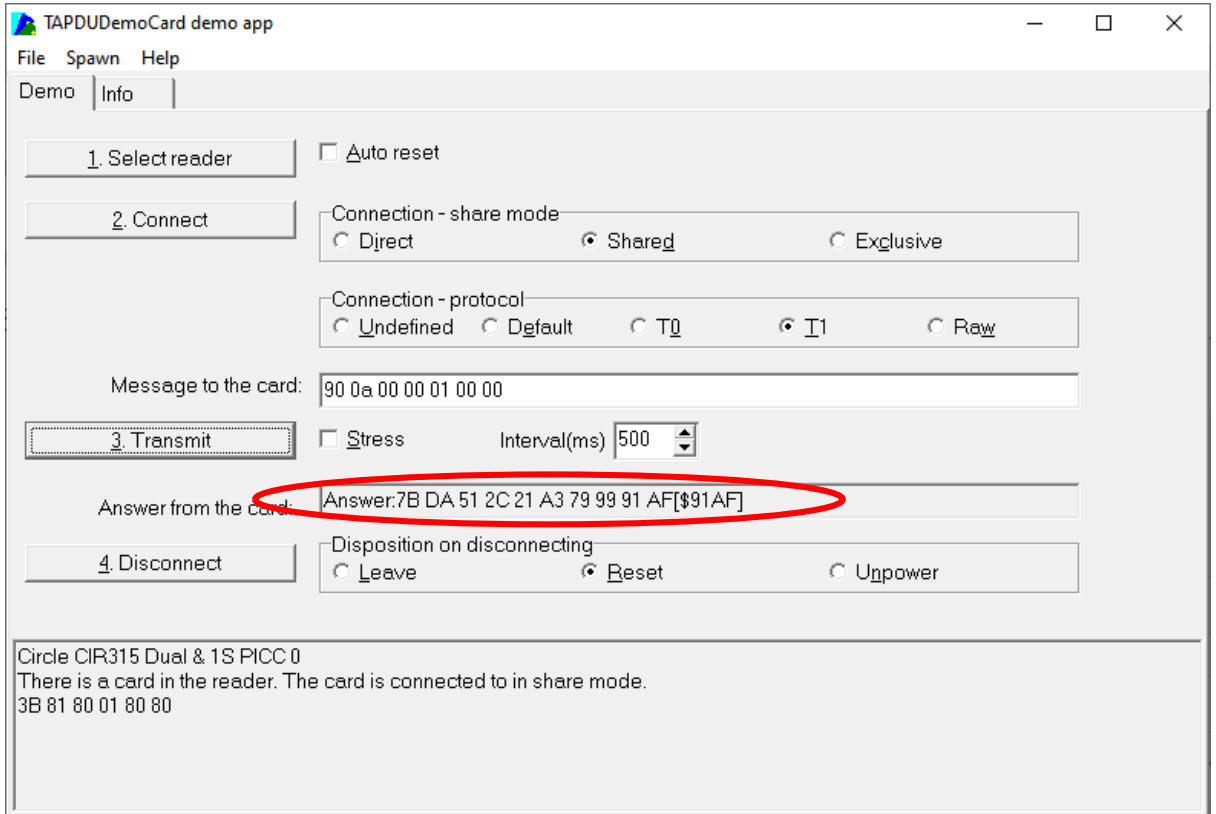 TAPDUDemoCard demo app
File Spawn Help
Demo Info
1. Select reader Auto reset
2. Connect Connection - share mode
Direct Shared Exclusive
Connection - protocol
Undefined Default T0 T1 Raw
Message to the card: 90 0a 00 00 01 00 00
3. Transmit Stress Interval(ms) 500
Answer from the card: Answer:7B DA 51 2C 21 A3 79 99 91 AF[$91AF]
4. Disconnect Disposition on disconnecting
Leave Reset Unpower
Circle CIR315 Dual & 1S PICC 0
There is a card in the reader. The card is connected to in share mode.
3B 81 80 01 80 80